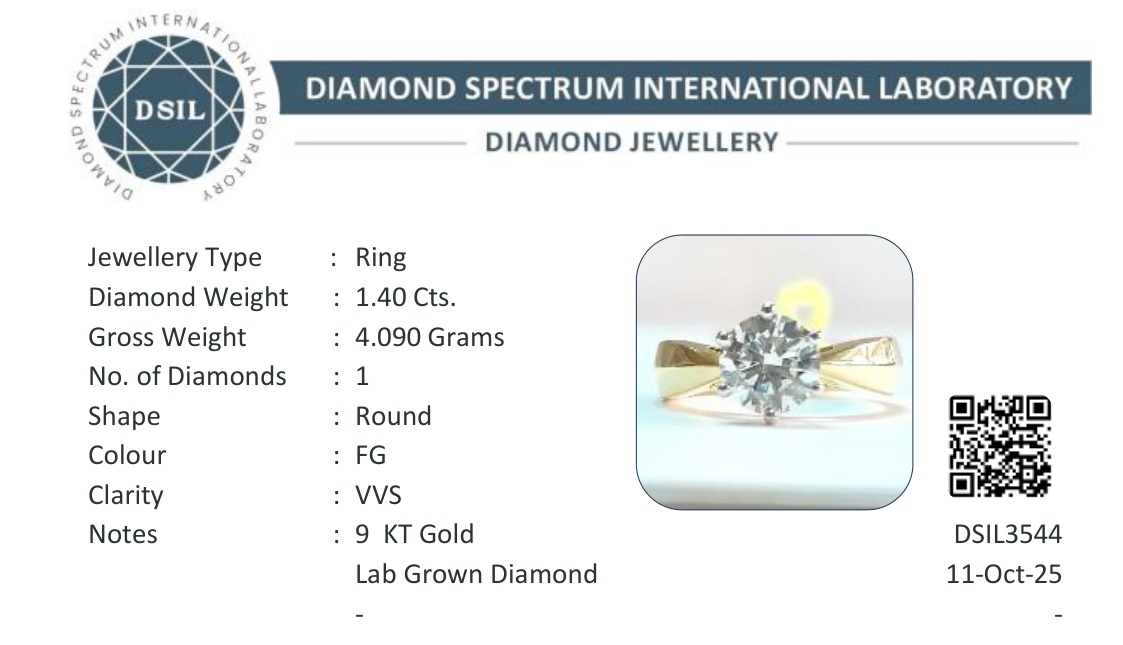 DIAMOND SPECTRUM INTERNATIONAL LABORATORY
DSIL
DIAMOND SPECTRUM INTERNATIONAL LABORATORY
DIAMOND JEWELLERY
Jewellery Type : Ring
Diamond Weight : 1.40 Cts.
Gross Weight : 4.090 Grams
No. of Diamonds : 1
Shape : Round
Colour : FG
Clarity : VVS
Notes : 9 KT Gold
DSIL3544
Lab Grown Diamond
11-Oct-25
-
-